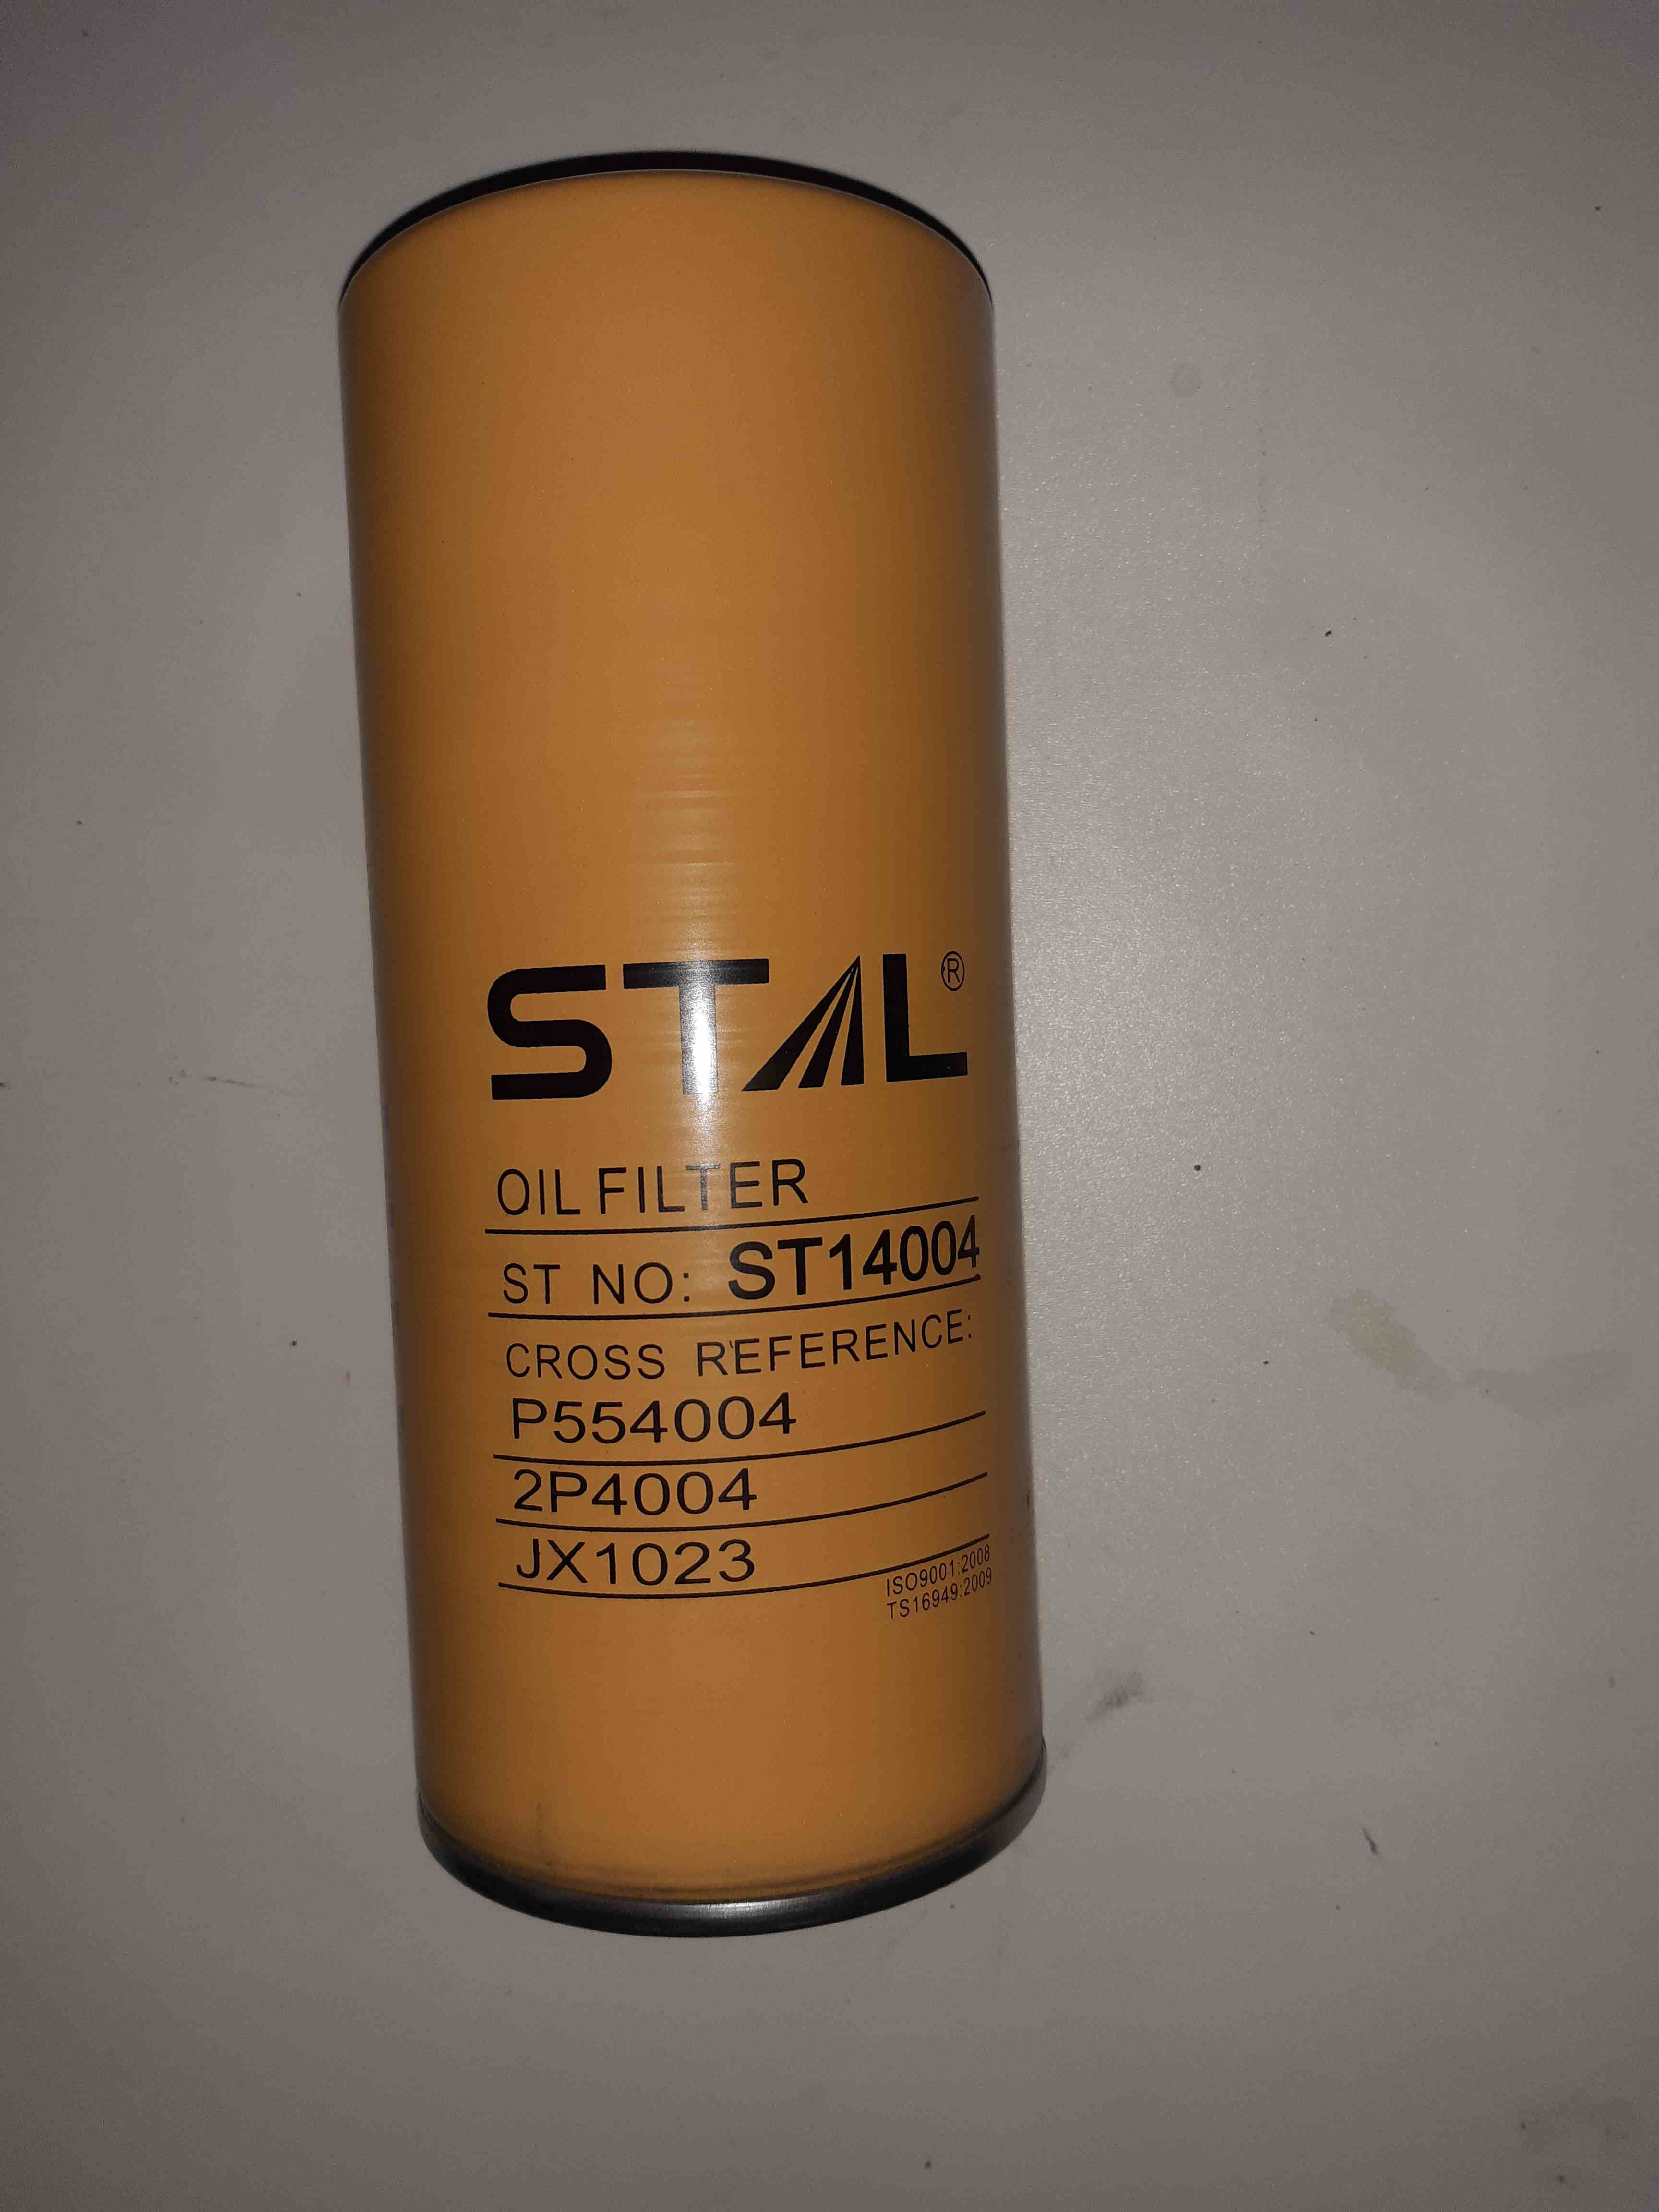 STAL®
OIL FILTER
ST NO: ST14004
CROSS REFERENCE:
P554004
2P4004
JX1023
ISO9001:2008
TS16949:2009